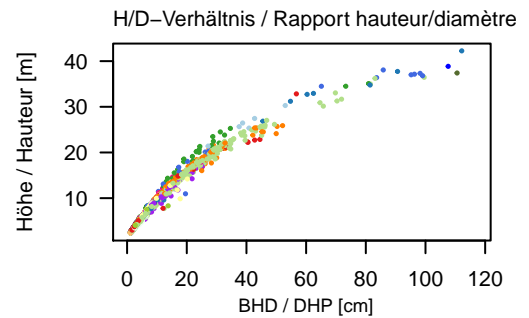 H/D−Verhältnis / Rapport hauteur/diamètre
Höhe / Hauteur [m]
40
30
20
10
0 20 40 60 80 100 120
BHD / DHP [cm]